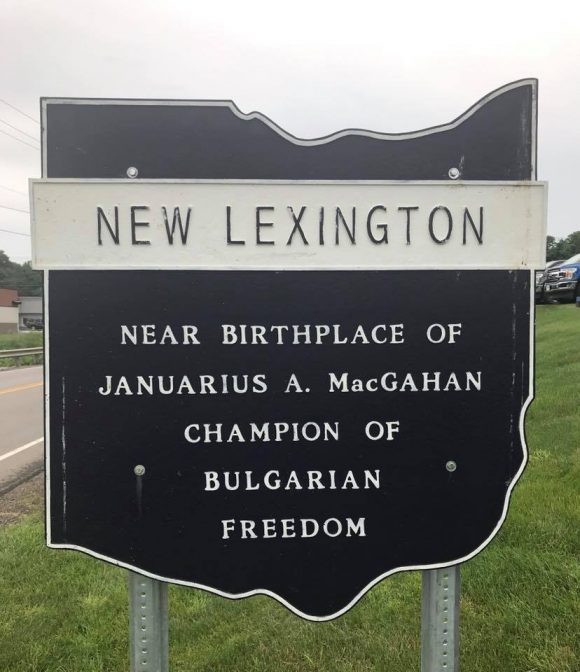 NEW LEXINGTON
NEAR BIRTHPLACE OF
JANUARIUS A. MacGAHAN
CHAMPION OF
BULGARIAN
FREEDOM